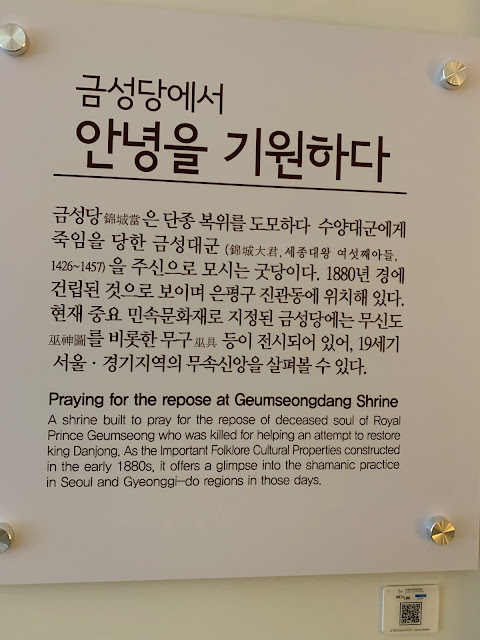 금성당에서
안녕을 기원하다
금성당錦城當은 단종 복위를 도모하다 수양대군에게
죽임을 당한 금성대군 (錦城大君, 세종대왕 여섯째아들,
1426~1457) 을 주신으로 모시는 굿당이다. 1880년 경에
건립된 것으로 보이며 은평구 진관동에 위치해 있다.
현재 중요 민속문화재로 지정된 금성당에는 무신도
巫神圖를 비롯한 무구巫具 등이 전시되어 있어, 19세기
서울 · 경기지역의 무속신앙을 살펴볼 수 있다.
Praying for the repose at Geumseongdang Shrine
A shrine built to pray for the repose of deceased soul of Royal
Prince Geumseong who was killed for helping an attempt to restore
king Danjong. As the Important Folklore Cultural Properties constructed
in the early 1880s, it offers a glimpse into the shamanic practice
in Seoul and Gyeonggi-do regions in those days.